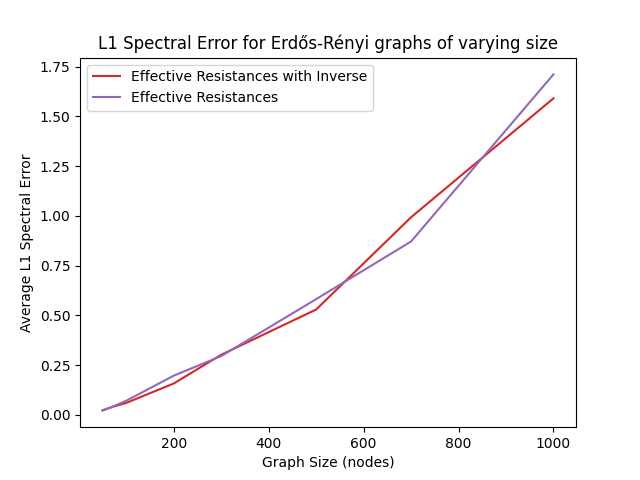 L1 Spectral Error for Erdős-Rényi graphs of varying size
Effective Resistances with Inverse
Effective Resistances
Average L1 Spectral Error
1.75
1.50
1.25
1.00
0.75
0.50
0.25
0.00
200 400 600 800 1000
Graph Size (nodes)